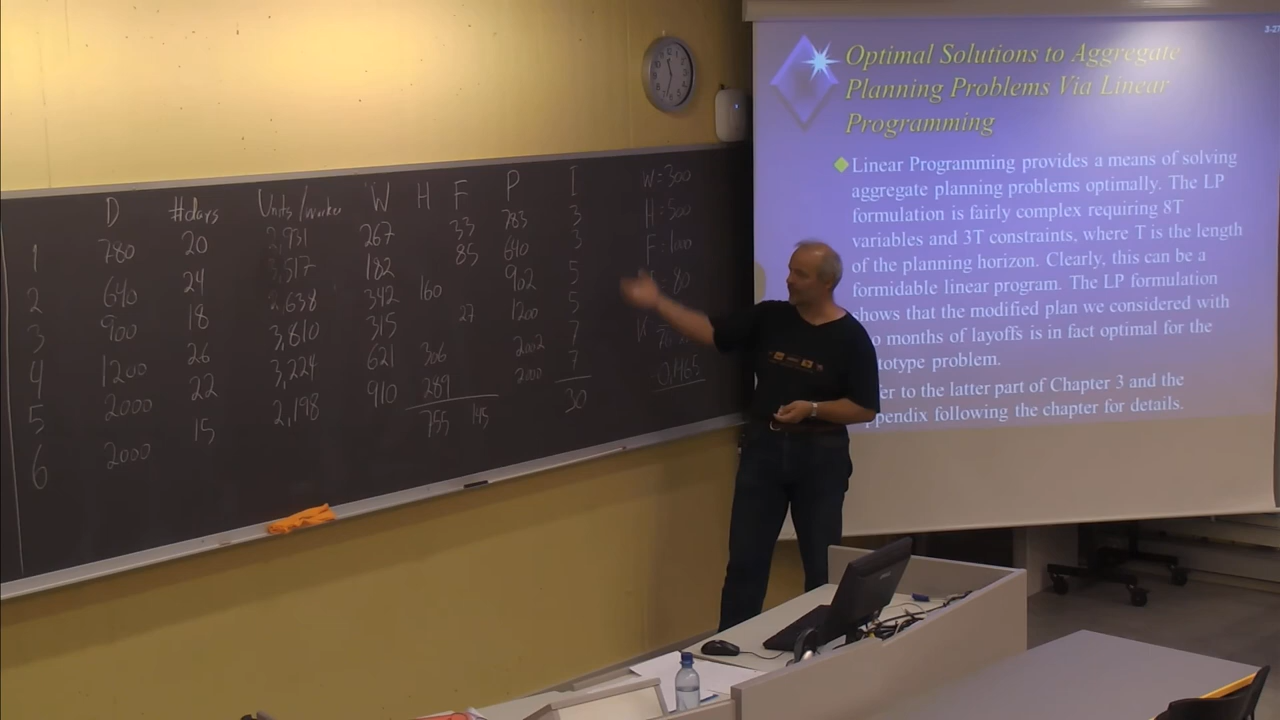 D #days Units/worker W H F P I
1 780 20 2,931 267 33 783 3
2 640 24 3,517 182 85 640 3
3 900 18 2,638 342 160 902 5
4 1200 26 3,810 315 27 1200 5
5 2000 22 3,224 621 306 2002 7
6 2000 15 2,198 910 289 2000 7
755 145 30
W = 300
H = 500
F = 1000
80
0,1465
3-27
Optimal Solutions to Aggregate
Planning Problems Via Linear
Programming
Linear Programming provides a means of solving
aggregate planning problems optimally. The LP
formulation is fairly complex requiring 8T
variables and 3T constraints, where T is the length
of the planning horizon. Clearly, this can be a
formidable linear program. The LP formulation
shows that the modified plan we considered with
months of layoffs is in fact optimal for the
problem.
to the latter part of Chapter 3 and the
following the chapter for details.